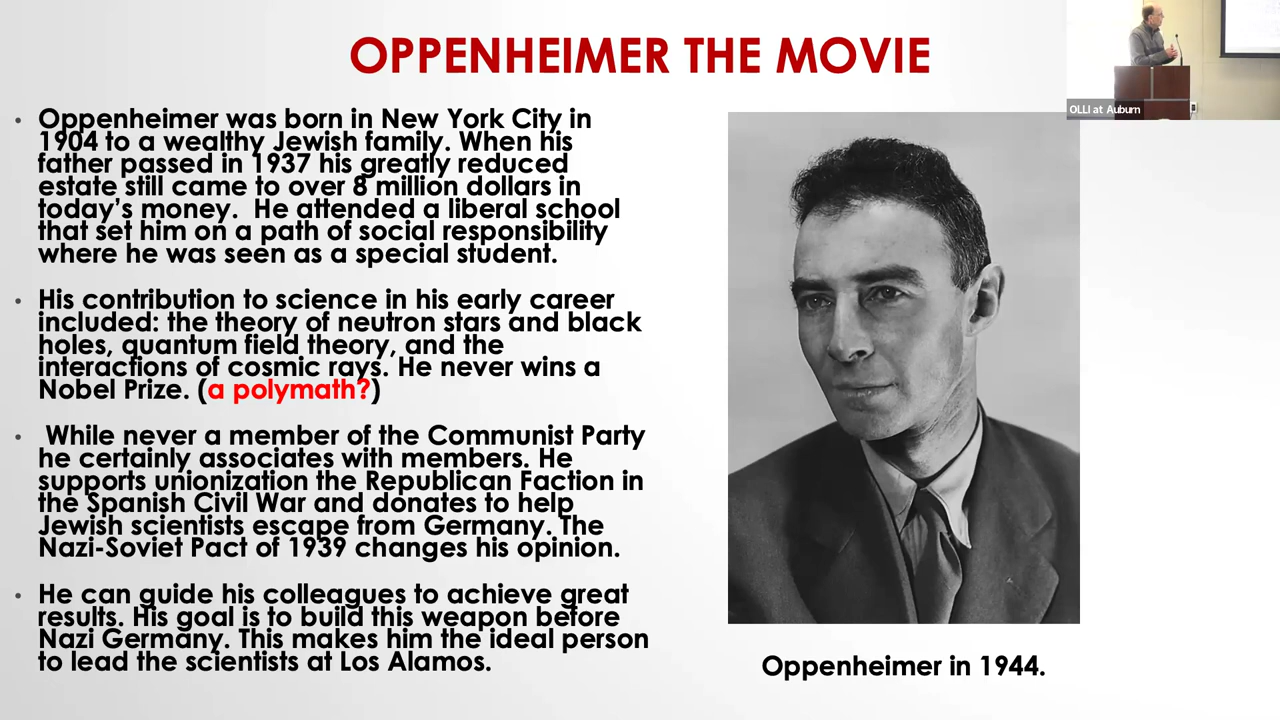 OPPENHEIMER THE MOVIE
OLLI at Auburn
• Oppenheimer was born in New York City in
1904 to a wealthy Jewish family. When his
father passed in 1937 his greatly reduced
estate still came to over 8 million dollars in
today's money. He attended a liberal school
that set him on a path of social responsibility
where he was seen as a special student.
• His contribution to science in his early career
included: the theory of neutron stars and black
holes, quantum field theory, and the
interactions of cosmic rays. He never wins a
Nobel Prize. (a polymath?)
• While never a member of the Communist Party
he certainly associates with members. He
supports unionization the Republican Faction in
the Spanish Civil War and donates to help
Jewish scientists escape from Germany. The
Nazi-Soviet Pact of 1939 changes his opinion.
• He can guide his colleagues to achieve great
results. His goal is to build this weapon before
Nazi Germany. This makes him the ideal person
to lead the scientists at Los Alamos.
Oppenheimer in 1944.